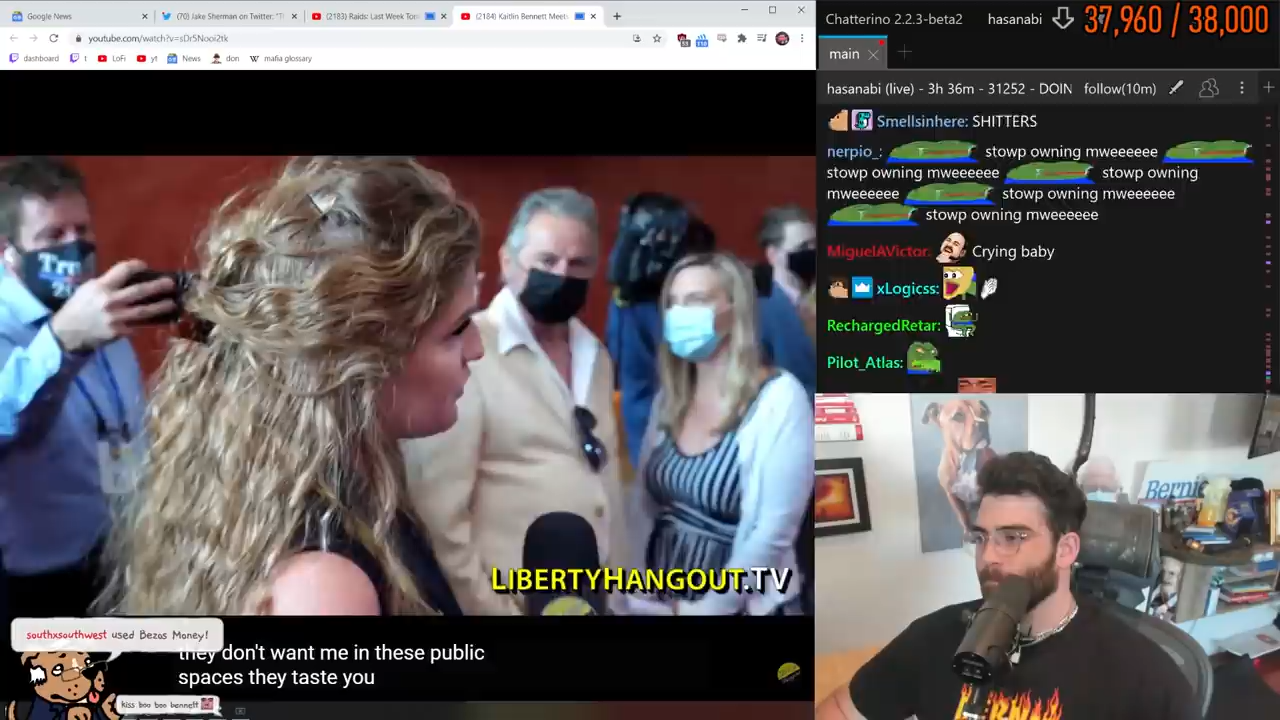 Google News
(70) Jake Sherman on Twitter: "T
(2183) Raids: Last Week Ton
(2184) Kaitlin Bennett Meets
youtube.com/watch?v=sDr5Nooi2tk
dashboard
t
LoFi
yt
News
don
mafia glossary
LIBERTYHANGOUT.TV
southxsouthwest used Bezos Money!
they don't want me in these public
spaces they taste you
kiss boo boo bennett
Chatterino 2.2.3-beta2
hasanabi
37,960 / 38,000
main
hasanabi (live) - 3h 36m - 31252 - DOIN
follow(10m)
Smellsinhere: SHITTERS
nerpio_: stowp owning mweeeeee
stowp owning mweeeeee stowp owning
mweeeeee stowp owning mweeeeee
stowp owning mweeeeee
MiguelAVictor: Crying baby
xLogicss:
RechargedRetar:
Pilot_Atlas:
Bernie